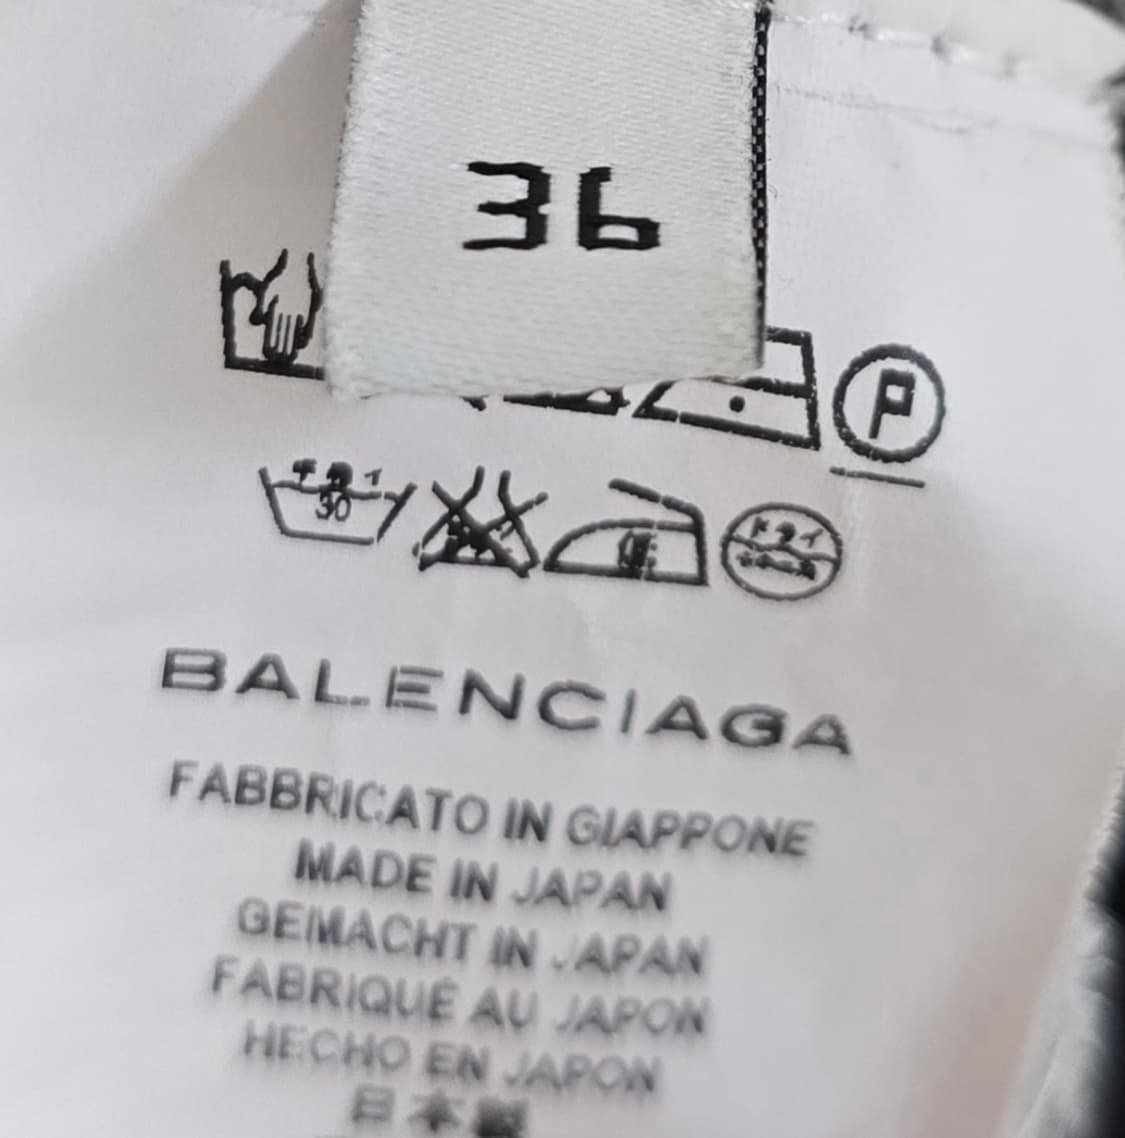 36
P
30
BALENCIAGA
FABBRICATO IN GIAPPONE
MADE IN JAPAN
GEMACHT IN JAPAN
FABRIQUÉ AU JAPON
HECHO EN JAPON
日本製